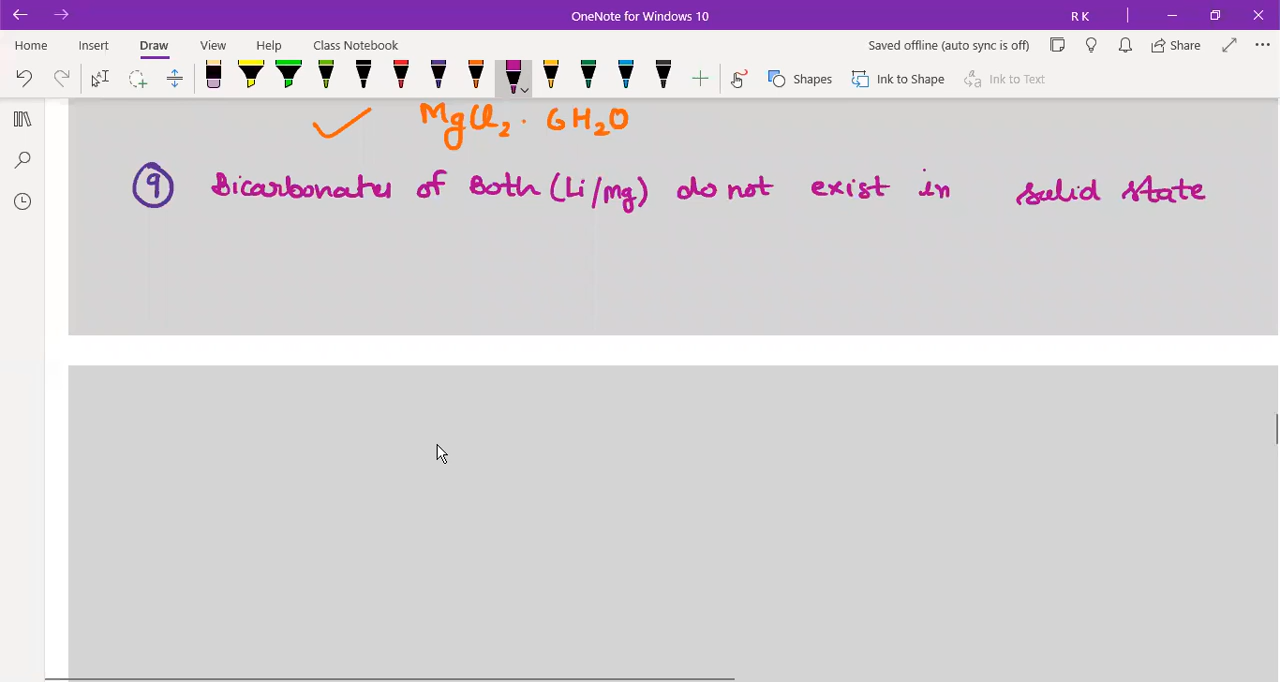 OneNote for Windows 10
R K
Home Insert Draw View Help Class Notebook
Saved offline (auto sync is off)
Share
Shapes
Ink to Shape
Ink to Text
MgCl2 . 6H2O
9 Bicarbonates of Both (Li/Mg) do not exist in solid state